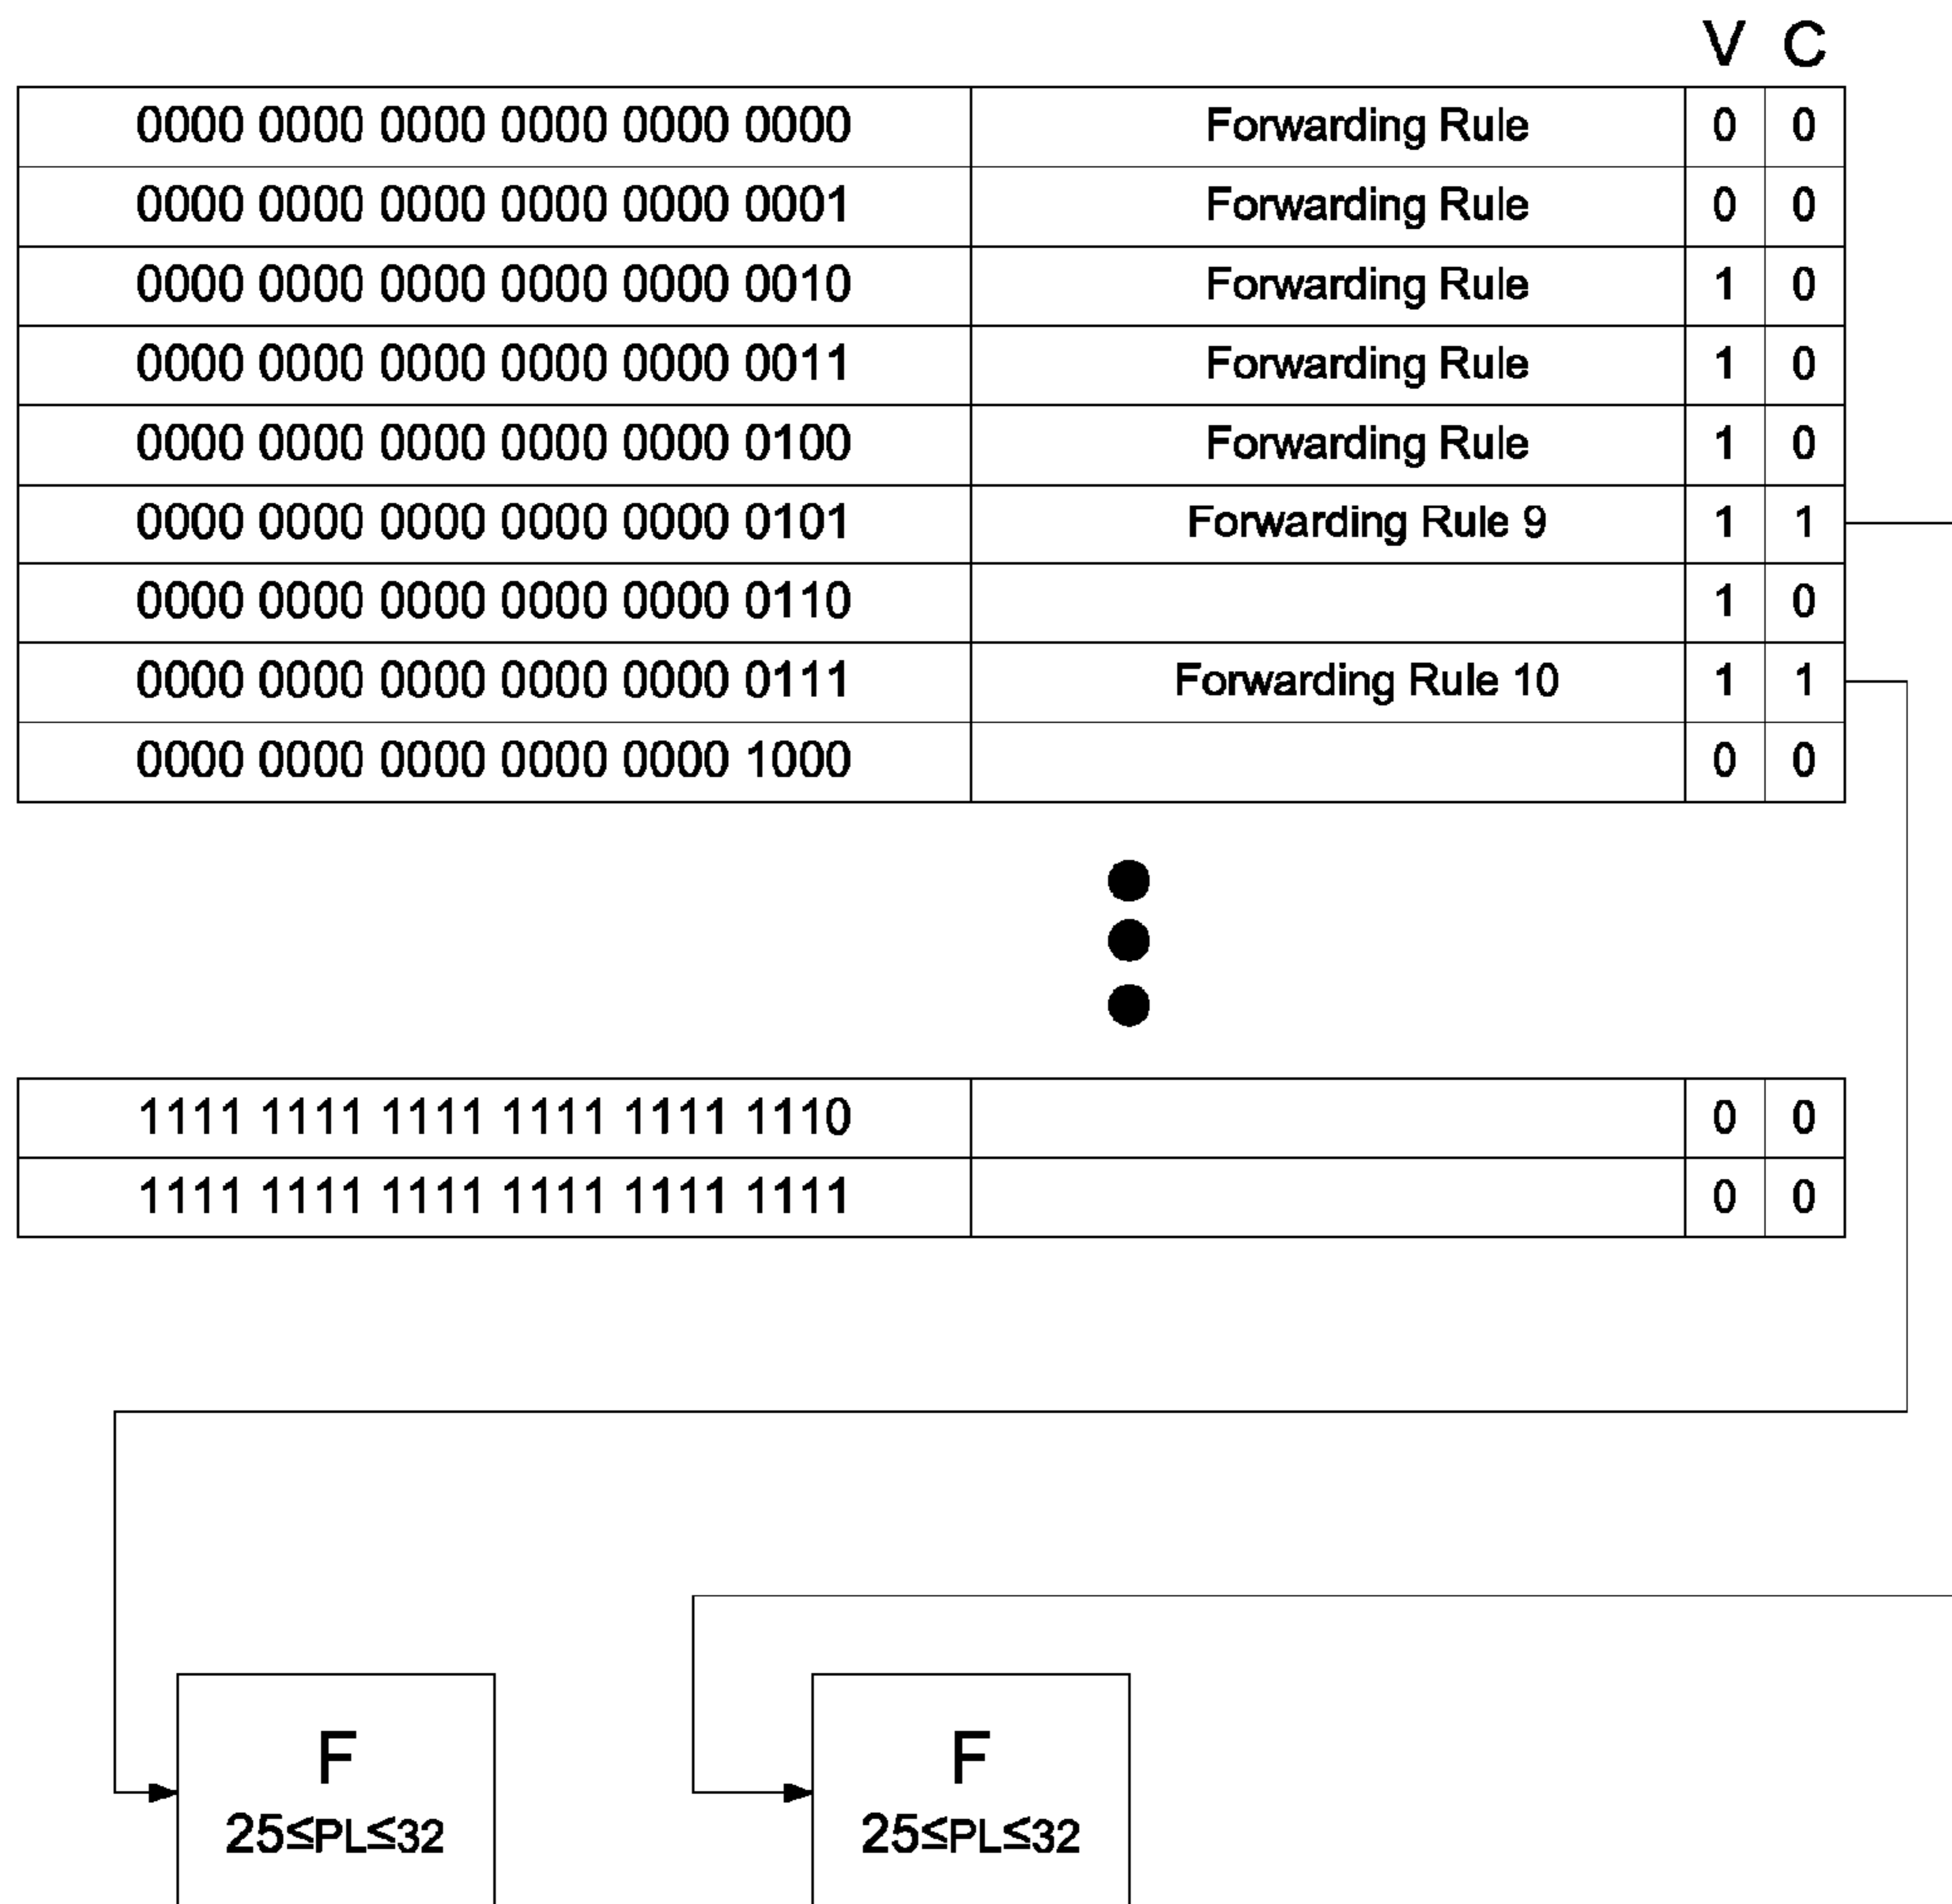 V C
0000 0000 0000 0000 0000 0000 Forwarding Rule 0 0
0000 0000 0000 0000 0000 0001 Forwarding Rule 0 0
0000 0000 0000 0000 0000 0010 Forwarding Rule 1 0
0000 0000 0000 0000 0000 0011 Forwarding Rule 1 0
0000 0000 0000 0000 0000 0100 Forwarding Rule 1 0
0000 0000 0000 0000 0000 0101 Forwarding Rule 9 1 1
0000 0000 0000 0000 0000 0110 1 0
0000 0000 0000 0000 0000 0111 Forwarding Rule 10 1 1
0000 0000 0000 0000 0000 1000 0 0
1111 1111 1111 1111 1111 1110 0 0
1111 1111 1111 1111 1111 1111 0 0
F F
25≤PL≤32 25≤PL≤32